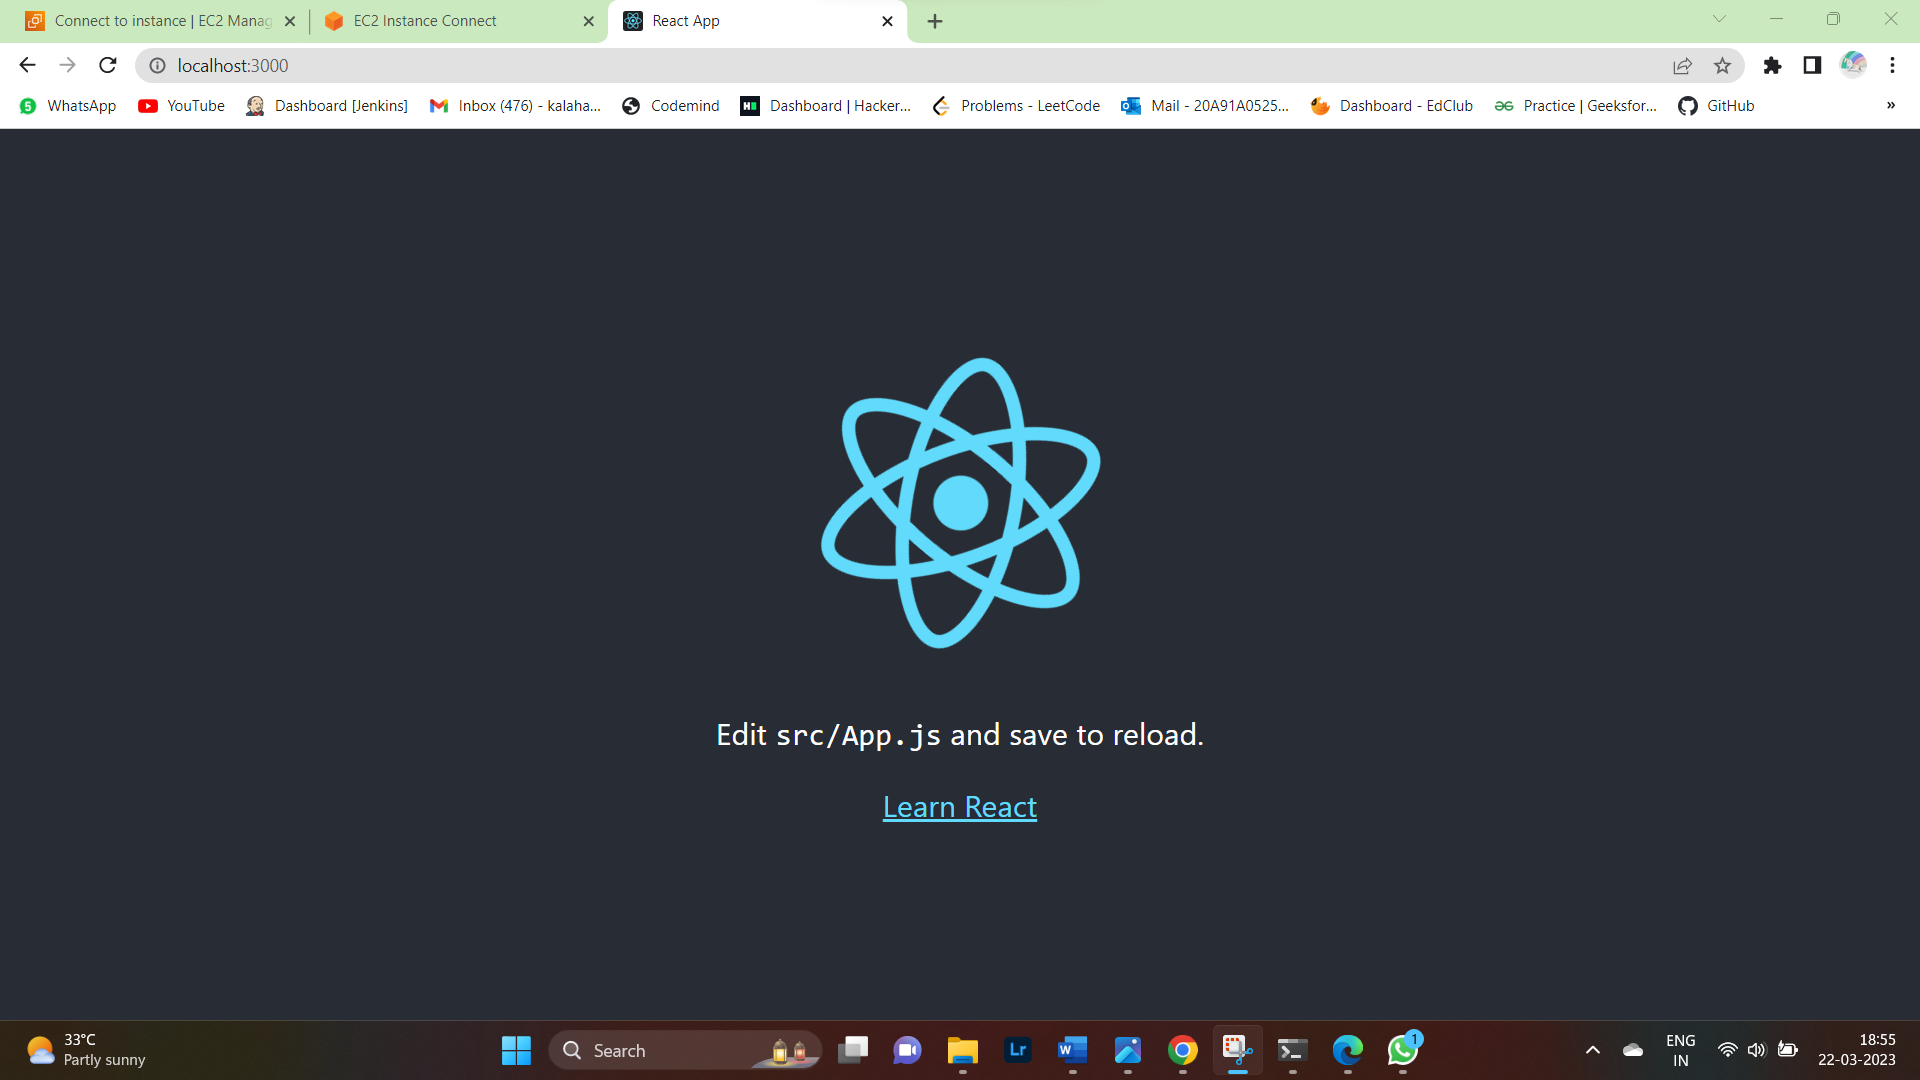 Connect to instance | EC2 Manag
EC2 Instance Connect
React App
localhost:3000
WhatsApp
YouTube
Dashboard [Jenkins]
Inbox (476) - kalaha...
Codemind
Dashboard | Hacker...
Problems - LeetCode
Mail - 20A91A0525...
Dashboard - EdClub
Practice | Geeksfor...
GitHub
»
Edit src/App.js and save to reload.
Learn React
33°C
Partly sunny
Search
Lr
W
1
ENG
IN
18:55
22-03-2023